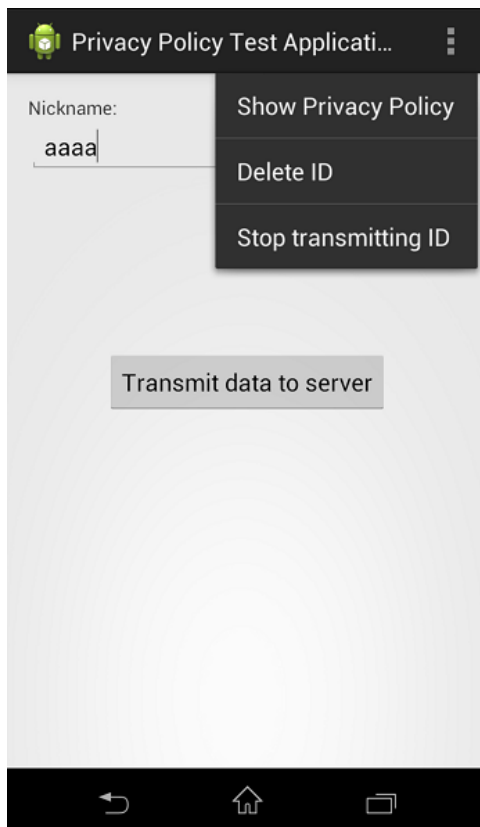 Privacy Policy Test Applicati...
Show Privacy Policy
Nickname:
aaaa
Delete ID
Stop transmitting ID
Transmit data to server